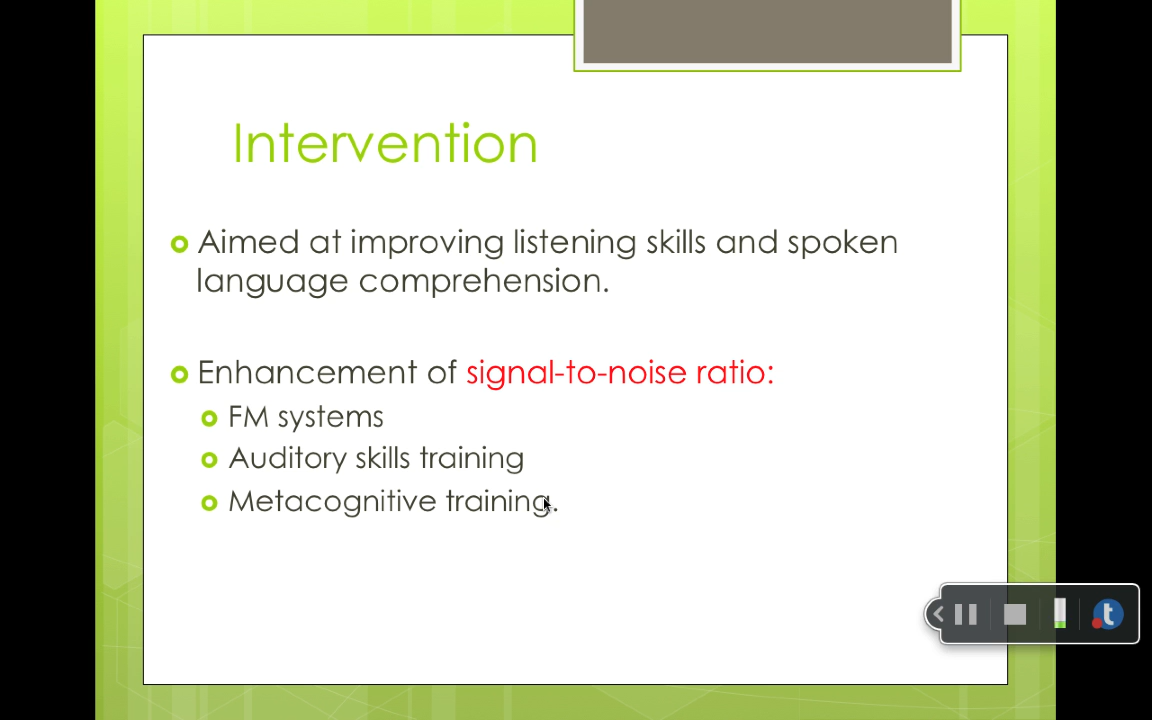 Intervention
Aimed at improving listening skills and spoken
language comprehension.
Enhancement of signal-to-noise ratio:
FM systems
Auditory skills training
Metacognitive training.
t